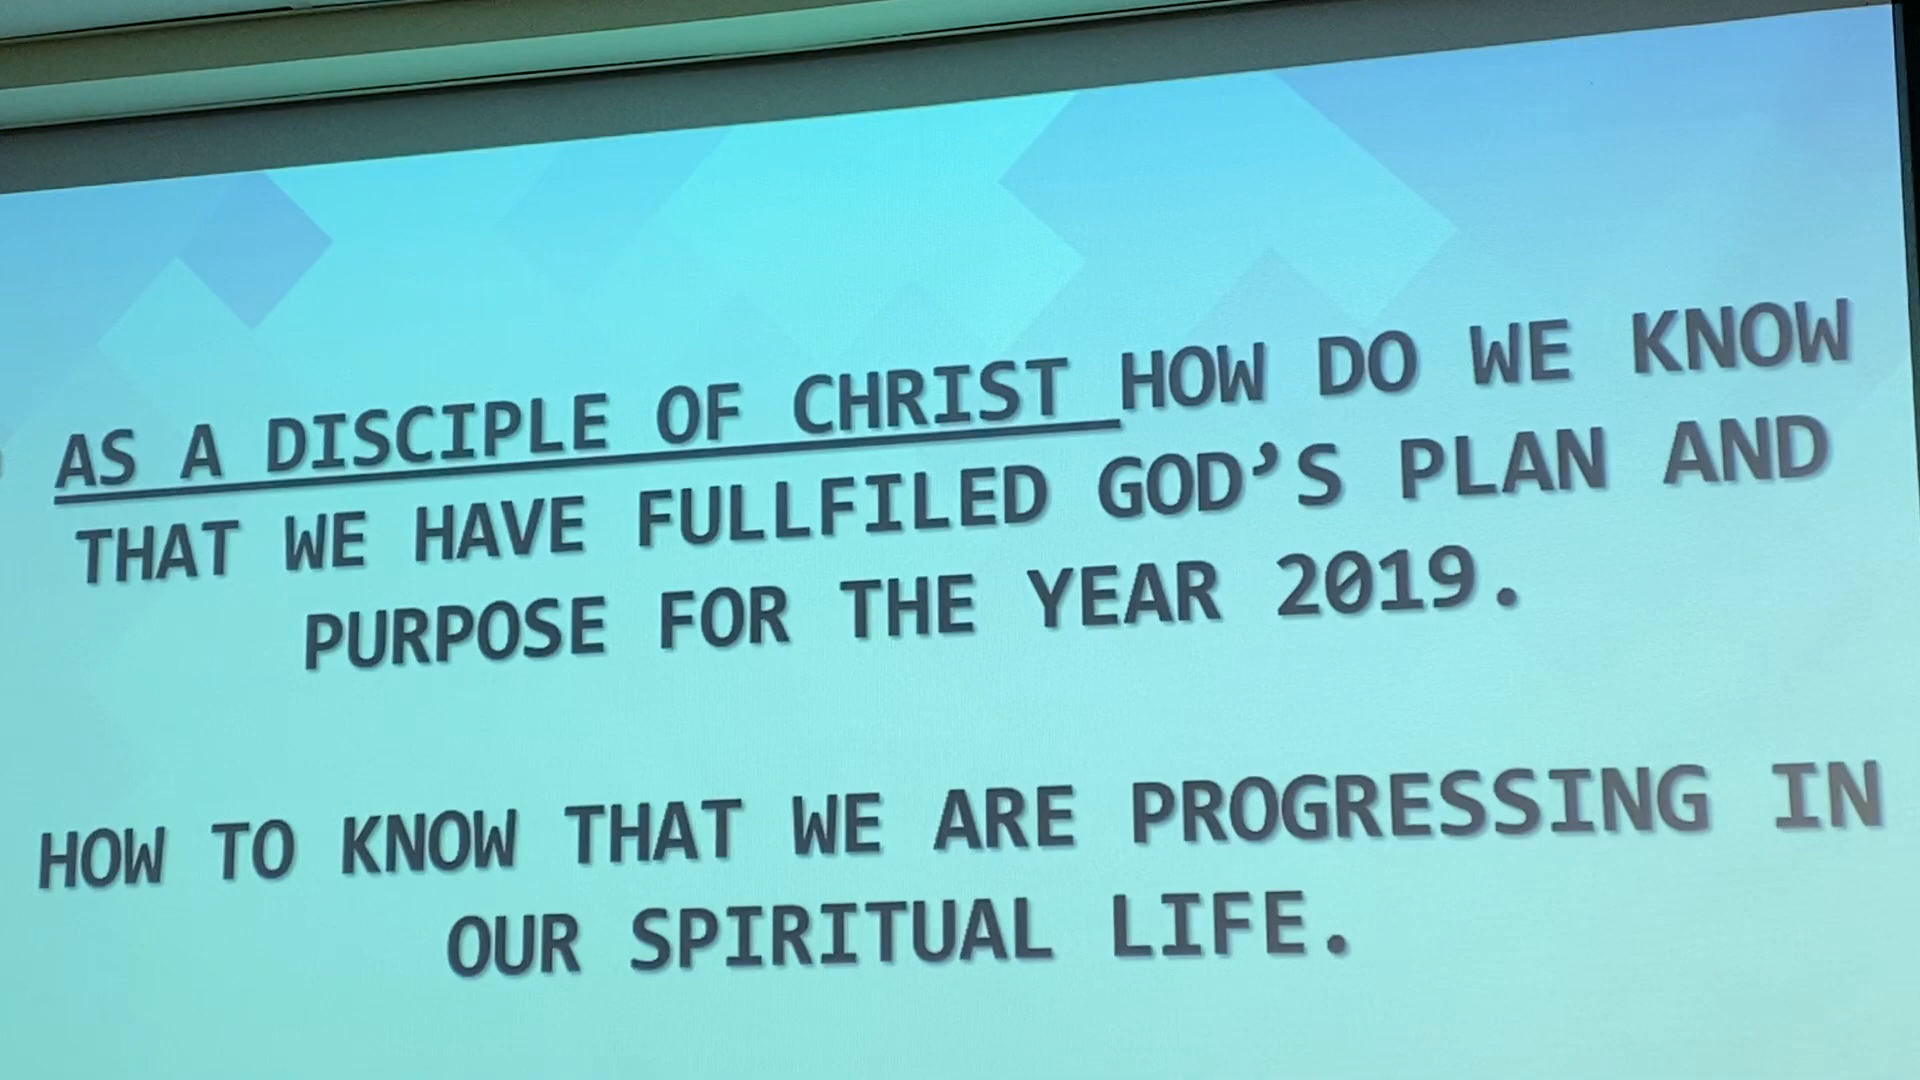 AS A DISCIPLE OF CHRIST HOW DO WE KNOW
THAT WE HAVE FULLFILED GOD'S PLAN AND
PURPOSE FOR THE YEAR 2019.
HOW TO KNOW THAT WE ARE PROGRESSING IN
OUR SPIRITUAL LIFE.